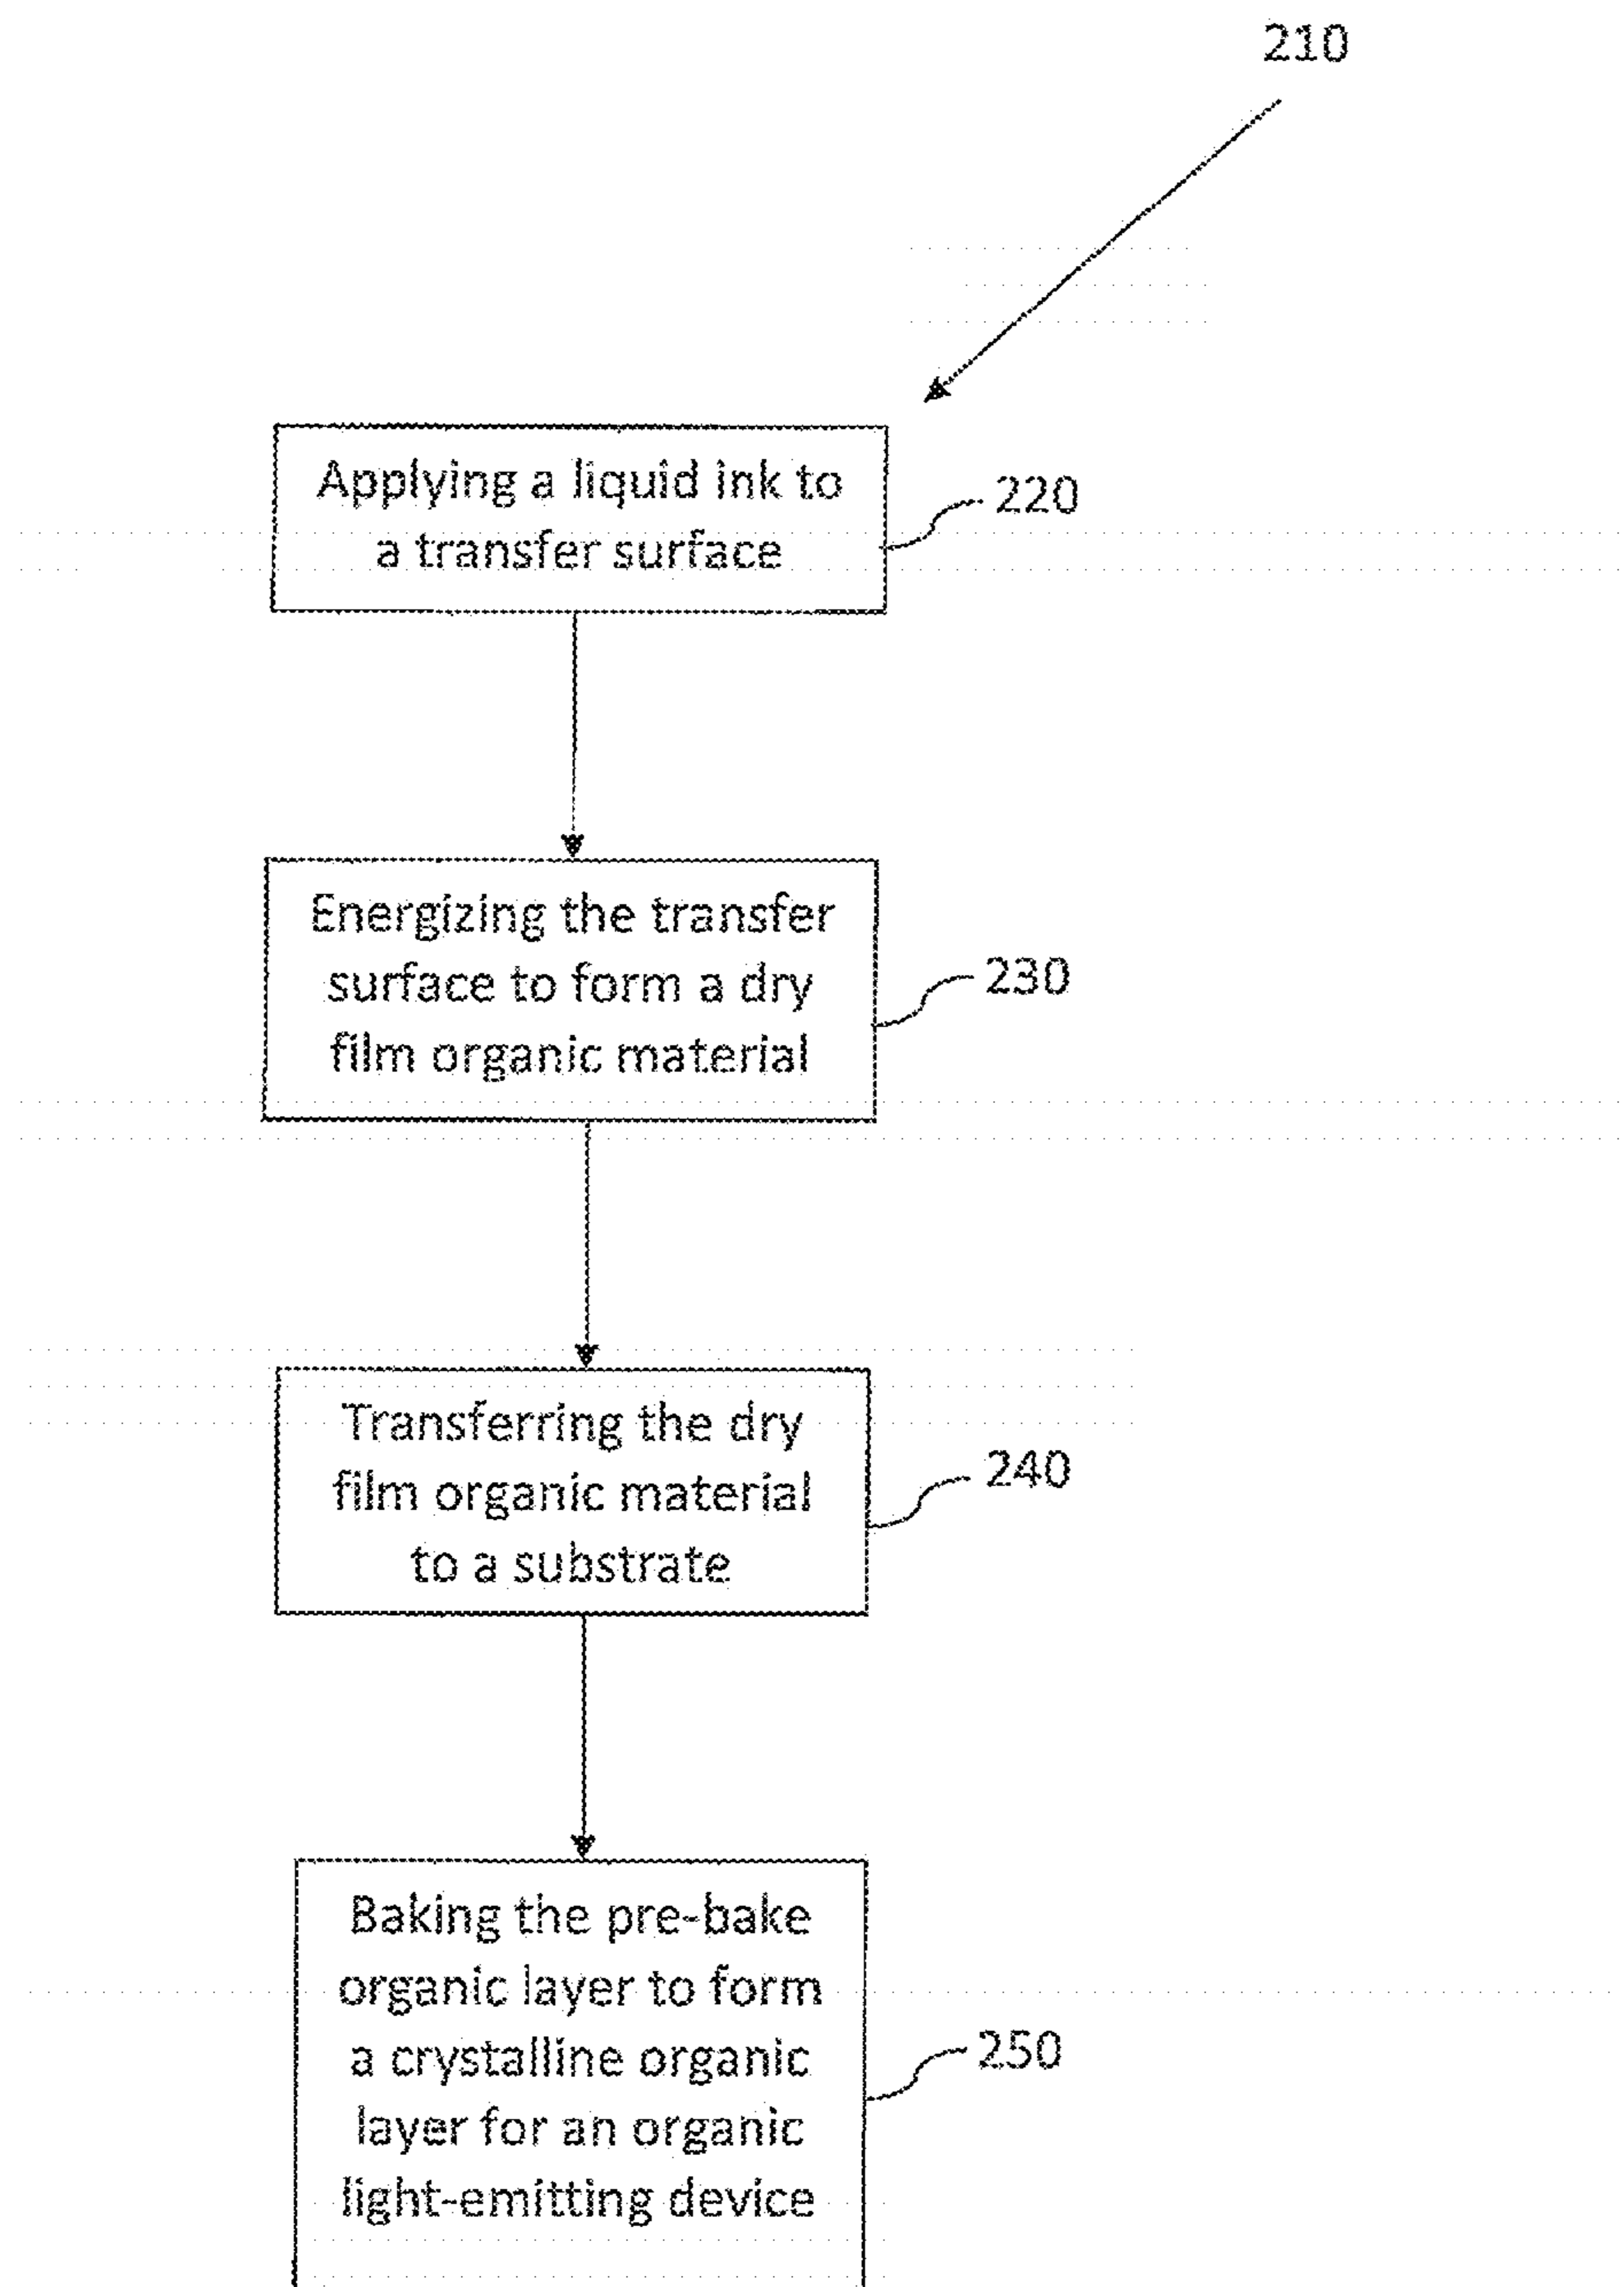 210
Applying a liquid ink to
a transfer surface
220
Energizing the transfer
surface to form a dry
film organic material
230
Transferring the dry
film organic material
to a substrate
240
Baking the pre-bake
organic layer to form
a crystalline organic
layer for an organic
light-emitting device
250